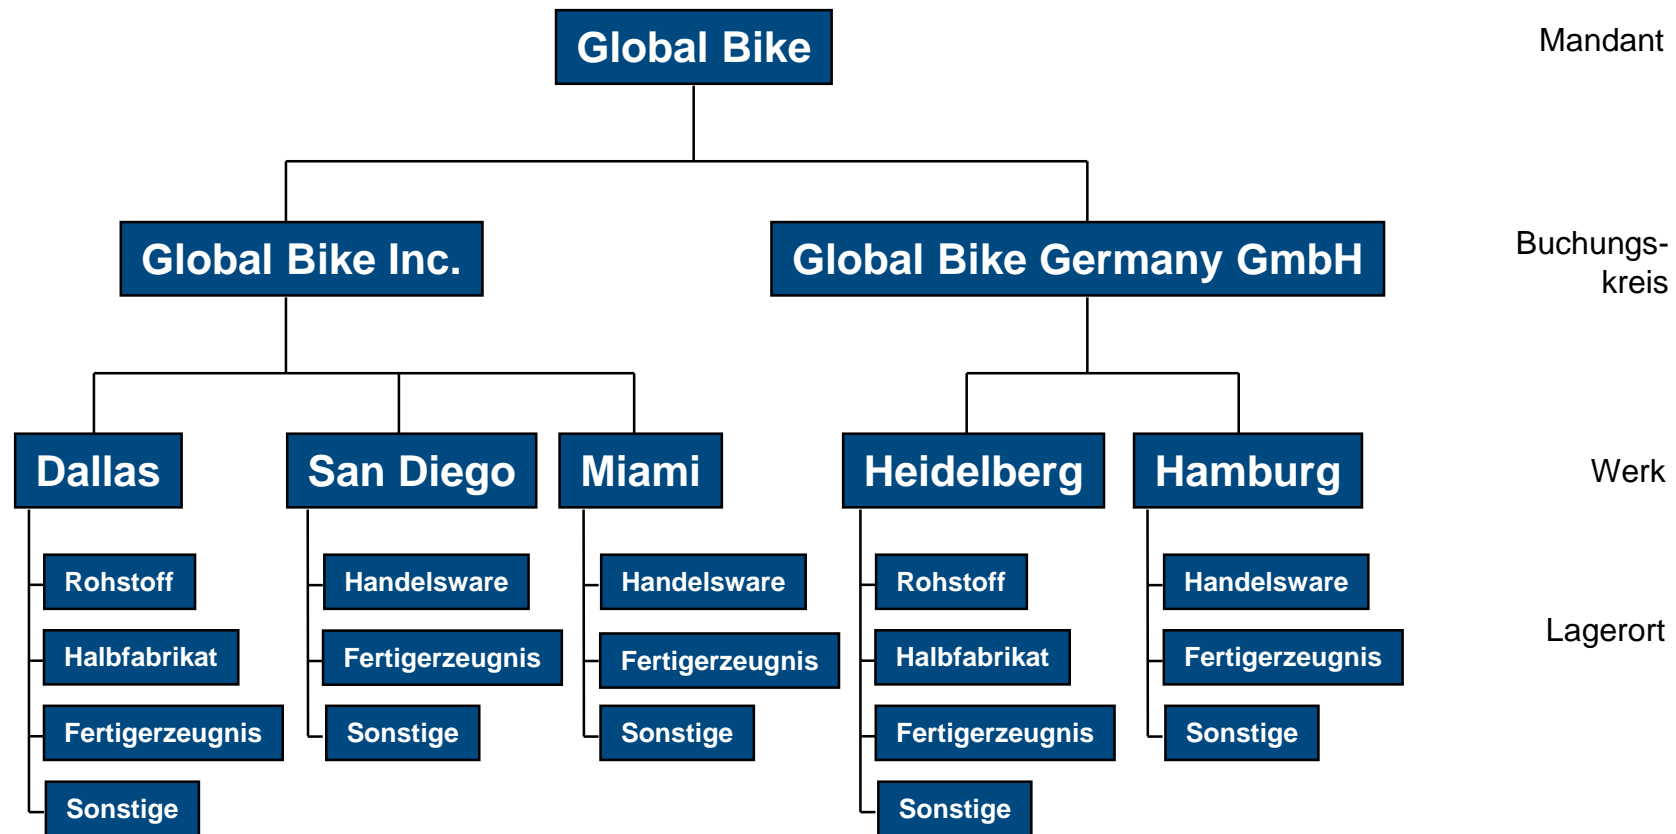 Global Bike
Mandant
Global Bike Inc.
Global Bike Germany GmbH
Buchungs-
kreis
Dallas
San Diego
Miami
Heidelberg
Hamburg
Werk
Rohstoff
Handelsware
Handelsware
Rohstoff
Handelsware
Halbfabrikat
Fertigerzeugnis
Fertigerzeugnis
Halbfabrikat
Fertigerzeugnis
Lagerort
Fertigerzeugnis
Sonstige
Sonstige
Fertigerzeugnis
Sonstige
Sonstige
Sonstige